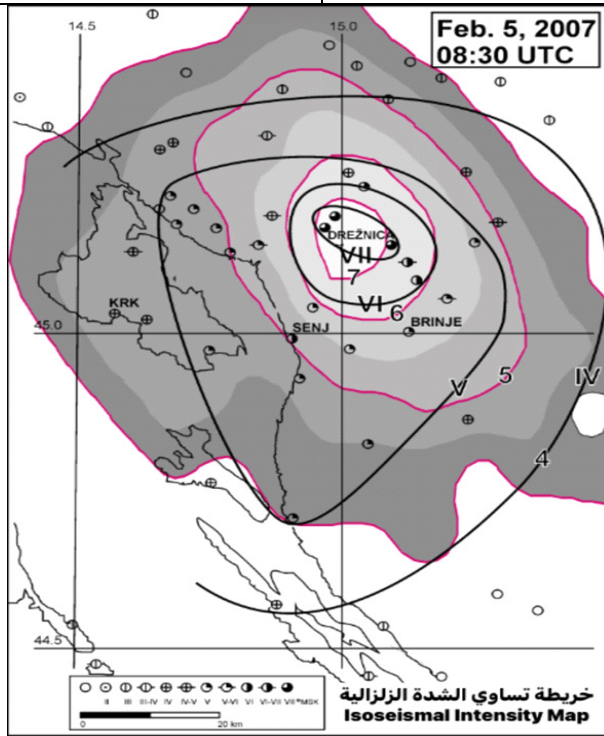 14.5
15.0
Feb. 5, 2007
08:30 UTC
DREŽNICA
VII
7
VI
6
KRK
SENJ
BRINJE
45.0
V
5
IV
4
44.5
II III III-IV IV IV-V V V-VI VI VI-VII VII °MSK
0 20 km
خريطة تساوي الشدة الزلزالية
Isoseismal Intensity Map